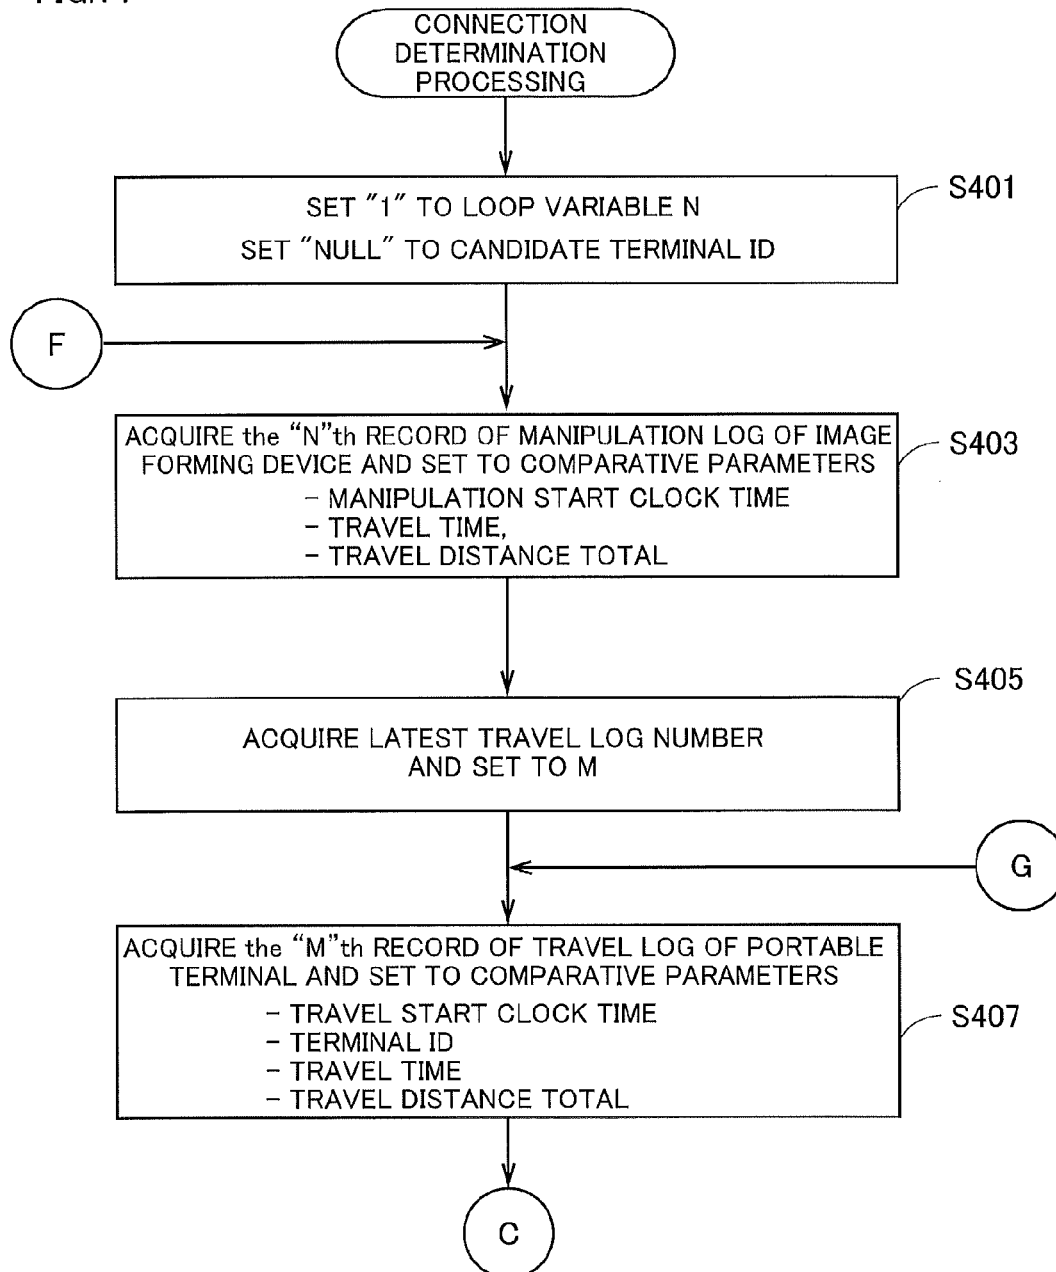 CONNECTION
DETERMINATION
PROCESSING
S401
SET "1" TO LOOP VARIABLE N
SET "NULL" TO CANDIDATE TERMINAL ID
F
S403
ACQUIRE the “N”th RECORD OF MANIPULATION LOG OF IMAGE
FORMING DEVICE AND SET TO COMPARATIVE PARAMETERS
- MANIPULATION START CLOCK TIME
- TRAVEL TIME,
- TRAVEL DISTANCE TOTAL
S405
ACQUIRE LATEST TRAVEL LOG NUMBER
AND SET TO M
G
ACQUIRE the “M”th RECORD OF TRAVEL LOG OF PORTABLE
TERMINAL AND SET TO COMPARATIVE PARAMETERS
- TRAVEL START CLOCK TIME
- TERMINAL ID
- TRAVEL TIME
- TRAVEL DISTANCE TOTAL
S407
C